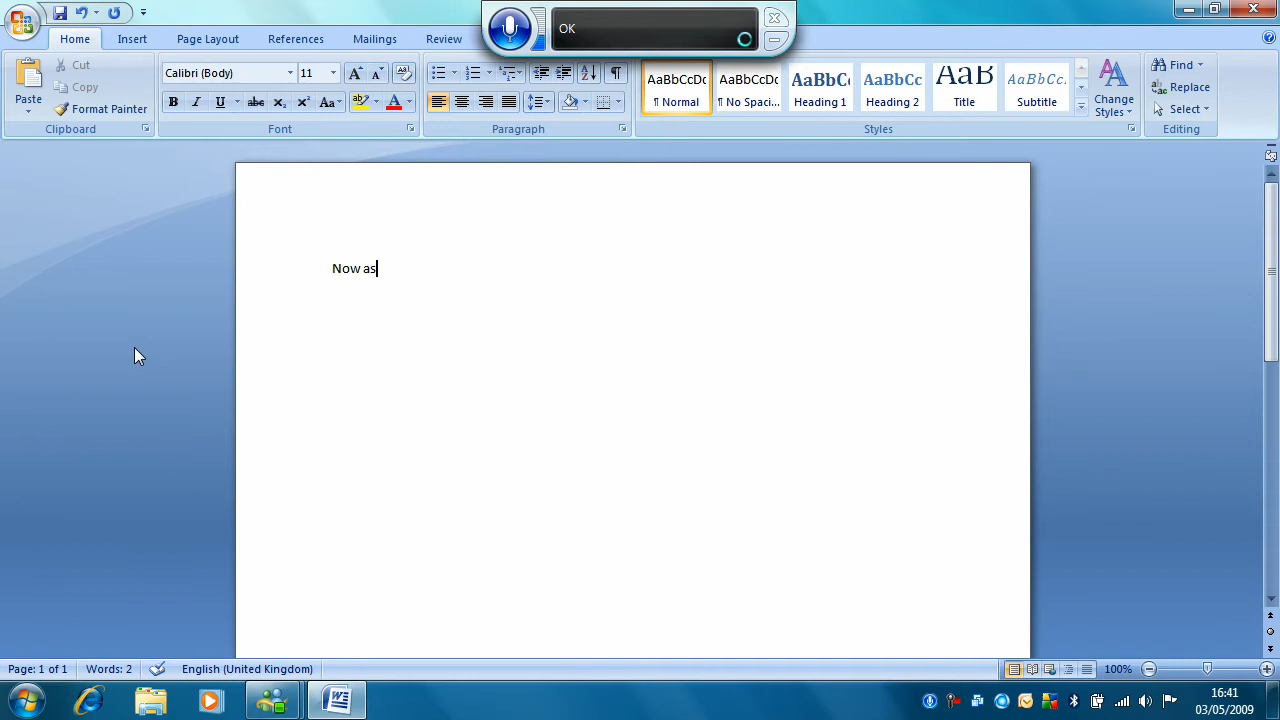 OK
Home Insert Page Layout References Mailings Review
Paste
Cut
Copy
Format Painter
Clipboard
Calibri (Body) 11
Font
Paragraph
AaBbCcDc AaBbCcDc AaBbC AaBbCc AaB AaBbCc.
¶ Normal ¶ No Spaci... Heading 1 Heading 2 Title Subtitle
Change Styles
Styles
Find
Replace
Select
Editing
Now as
Page: 1 of 1 Words: 2 English (United Kingdom) 100%
16:41
03/05/2009